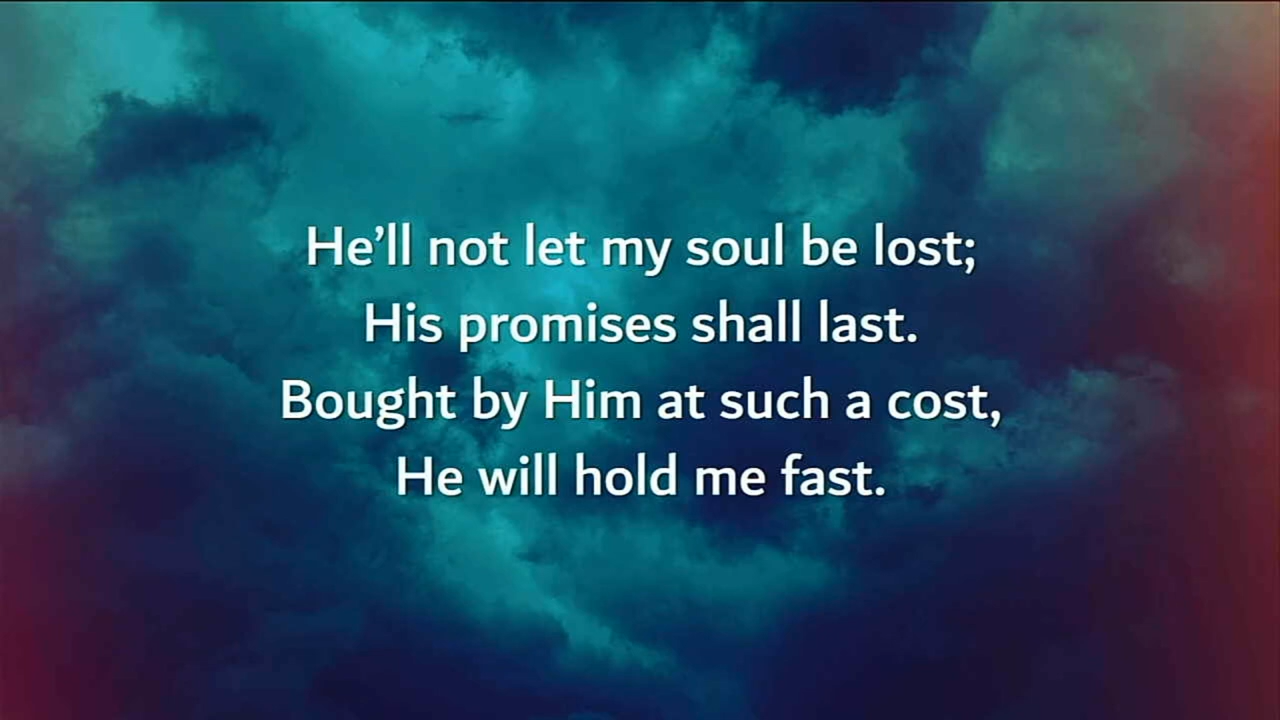 He’ll not let my soul be lost;
His promises shall last.
Bought by Him at such a cost,
He will hold me fast.